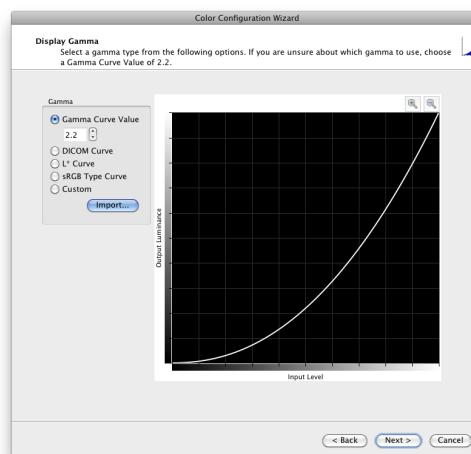 Color Configuration Wizard
Display Gamma
Select a gamma type from the following options. If you are unsure about which gamma to use, choose
a Gamma Curve Value of 2.2.
Gamma
Gamma Curve Value
2.2
DICOM Curve
L* Curve
sRGB Type Curve
Custom
Import...
Output Luminance
Input Level
< Back
Next >
Cancel